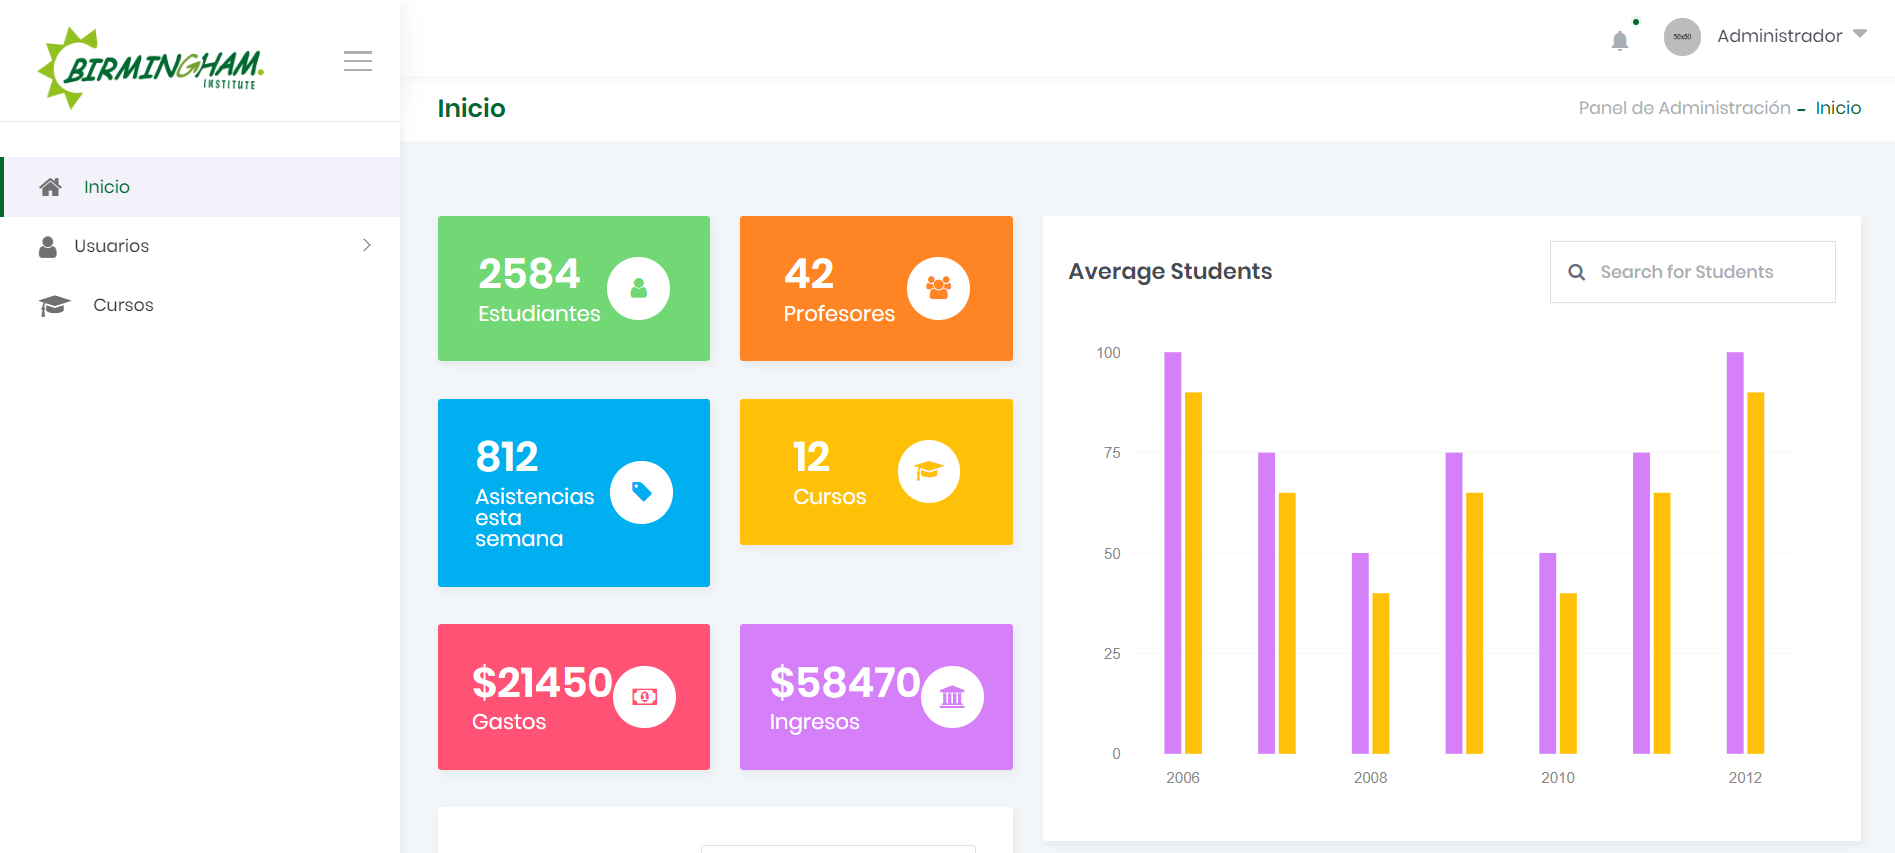 BIRMINGHAM
INSTITUTE
Inicio
Usuarios
Cursos
50x50
Administrador
Inicio
Panel de Administración – Inicio
2584
Estudiantes
42
Profesores
812
Asistencias
esta
semana
12
Cursos
$21450
Gastos
$58470
Ingresos
Average Students
Search for Students
100
75
50
25
0
2006
2008
2010
2012